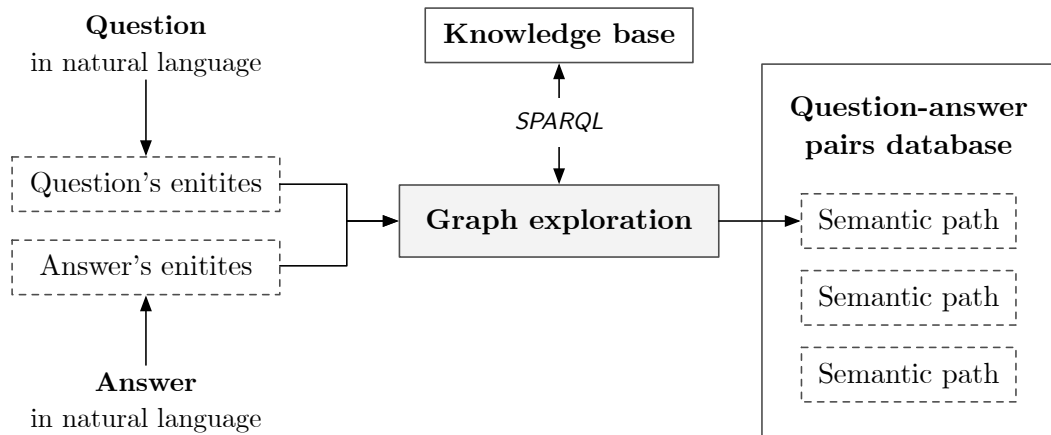 Question
in natural language
Question's enitites
Answer's enitites
Answer
in natural language
Knowledge base
SPARQL
Graph exploration
Question-answer
pairs database
Semantic path
Semantic path
Semantic path